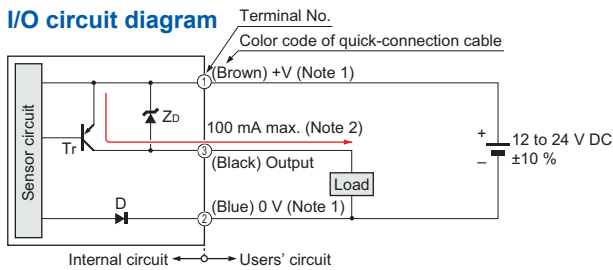 I/O circuit diagram
Terminal No.
Color code of quick-connection cable
1 (Brown) +V (Note 1)
Sensor circuit
Tr
ZD
100 mA max. (Note 2)
3
(Black) Output
+
–
12 to 24 V DC
±10 %
Load
D
2 (Blue) 0 V (Note 1)
Internal circuit
Users' circuit